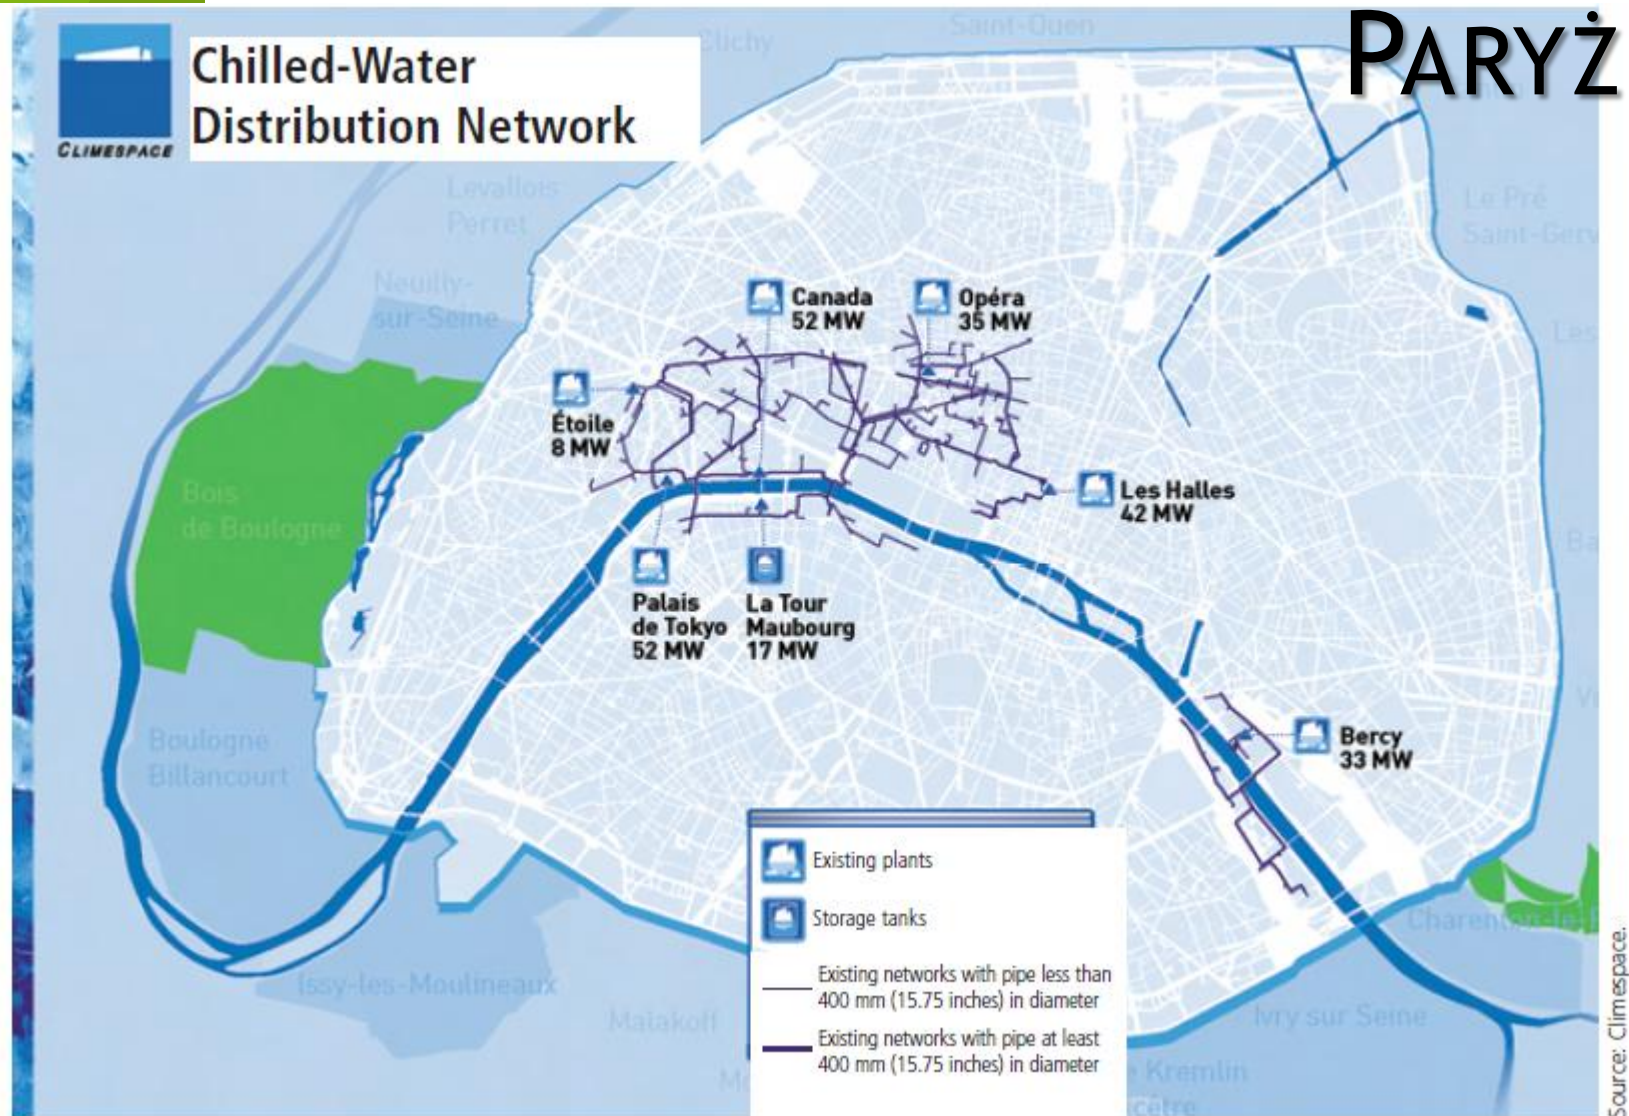 PARYŻ
Chilled-Water
Distribution Network
CLIMESPACE
Clichy
Saint-Ouen
Levallois
Perret
Neuilly-
sur-Seine
Le Pré
Canada
52 MW
Opéra
35 MW
Étoile
8 MW
Les Halles
42 MW
Bois
de Boulogne
Palais
de Tokyo
52 MW
La Tour
Maubourg
17 MW
Bercy
33 MW
Boulogne
Billancourt
Existing plants
Storage tanks
Existing networks with pipe less than
400 mm (15.75 inches) in diameter
Existing networks with pipe at least
400 mm (15.75 inches) in diameter
Issy-les-Moulineaux
Malakoff
Ivry sur Seine
Kremlin
Source: Climespace.